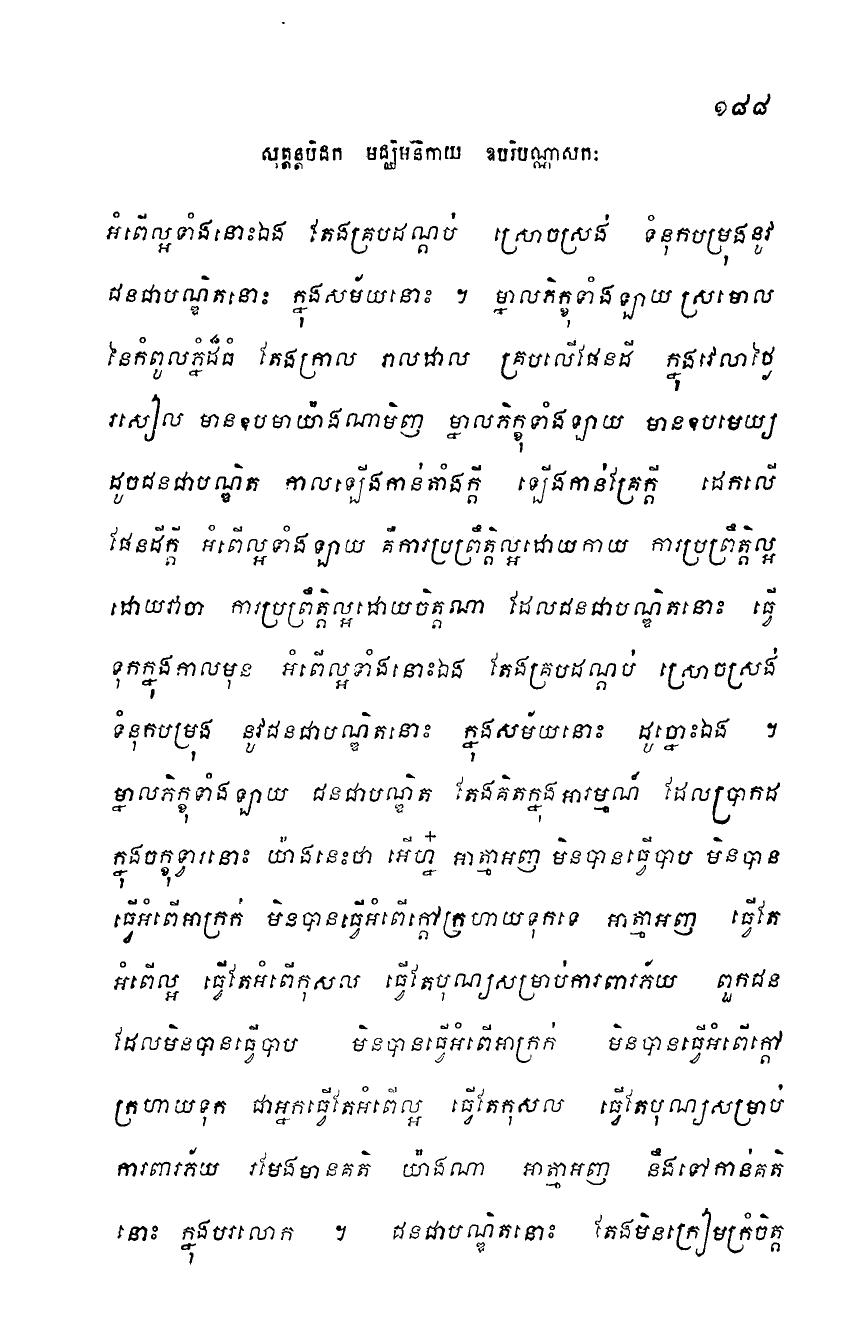 ១៨៨
សុត្តន្តបិដក មជ្ឈិមនិកាយ ឧបរិបណ្ណាសកៈ
អំពើល្អទាំងនោះឯង តែងគ្របដណ្តប់ ស្រោចស្រង់ ទំនុកបម្រុងនូវ
ជនជាបណ្ឌិតនោះ ក្នុងសម័យនោះ ។ ម្នាលភិក្ខុទាំងឡាយ ស្រមោល
នៃកំពូលភ្នំដ៏ធំ តែងក្រាល រាលដាល គ្របលើផែនដី ក្នុងវេលាថ្ងៃ
រសៀល មានឧបមាយ៉ាងណាមិញ ម្នាលភិក្ខុទាំងឡាយ មានឧបមេយ្យ
ដូចជនជាបណ្ឌិត កាលឡើងកាន់តាំងក្តី ឡើងកាន់គ្រែក្តី ដេកលើ
ផែនដីក្តី អំពើល្អទាំងឡាយ គឺការប្រព្រឹត្តិល្អដោយកាយ ការប្រព្រឹត្តិល្អ
ដោយវាចា ការប្រព្រឹត្តិល្អដោយចិត្តណា ដែលជនជាបណ្ឌិតនោះ ធ្វើ
ទុកក្នុងកាលមុន អំពើល្អទាំងនោះឯង តែងគ្របដណ្តប់ ស្រោចស្រង់
ទំនុកបម្រុង នូវជនជាបណ្ឌិតនោះ ក្នុងសម័យនោះ ដូច្នោះឯង ។
ម្នាលភិក្ខុទាំងឡាយ ជនជាបណ្ឌិត តែងគិតក្នុងអារម្មណ៍ ដែលប្រាកដ
ក្នុងចក្ខុទ្វារនោះ យ៉ាងនេះថា អើហ្ន៎ អាត្មាអញ មិនបានធ្វើបាប មិនបាន
ធ្វើអំពើអាក្រក់ មិនបានធ្វើអំពើក្តៅក្រហាយទុកទេ អាត្មាអញ ធ្វើតែ
អំពើល្អ ធ្វើតែអំពើកុសល ធ្វើតែបុណ្យសម្រាប់ការពារភ័យ ពួកជន
ដែលមិនបានធ្វើបាប មិនបានធ្វើអំពើអាក្រក់ មិនបានធ្វើអំពើក្តៅ
ក្រហាយទុក ជាអ្នកធ្វើតែអំពើល្អ ធ្វើតែកុសល ធ្វើតែបុណ្យសម្រាប់
ការពារភ័យ រមែងមានគតិ យ៉ាងណា អាត្មាអញ នឹងទៅកាន់គតិ
នោះ ក្នុងបរលោក ។ ជនជាបណ្ឌិតនោះ តែងមិនក្រៀមក្រំចិត្ត